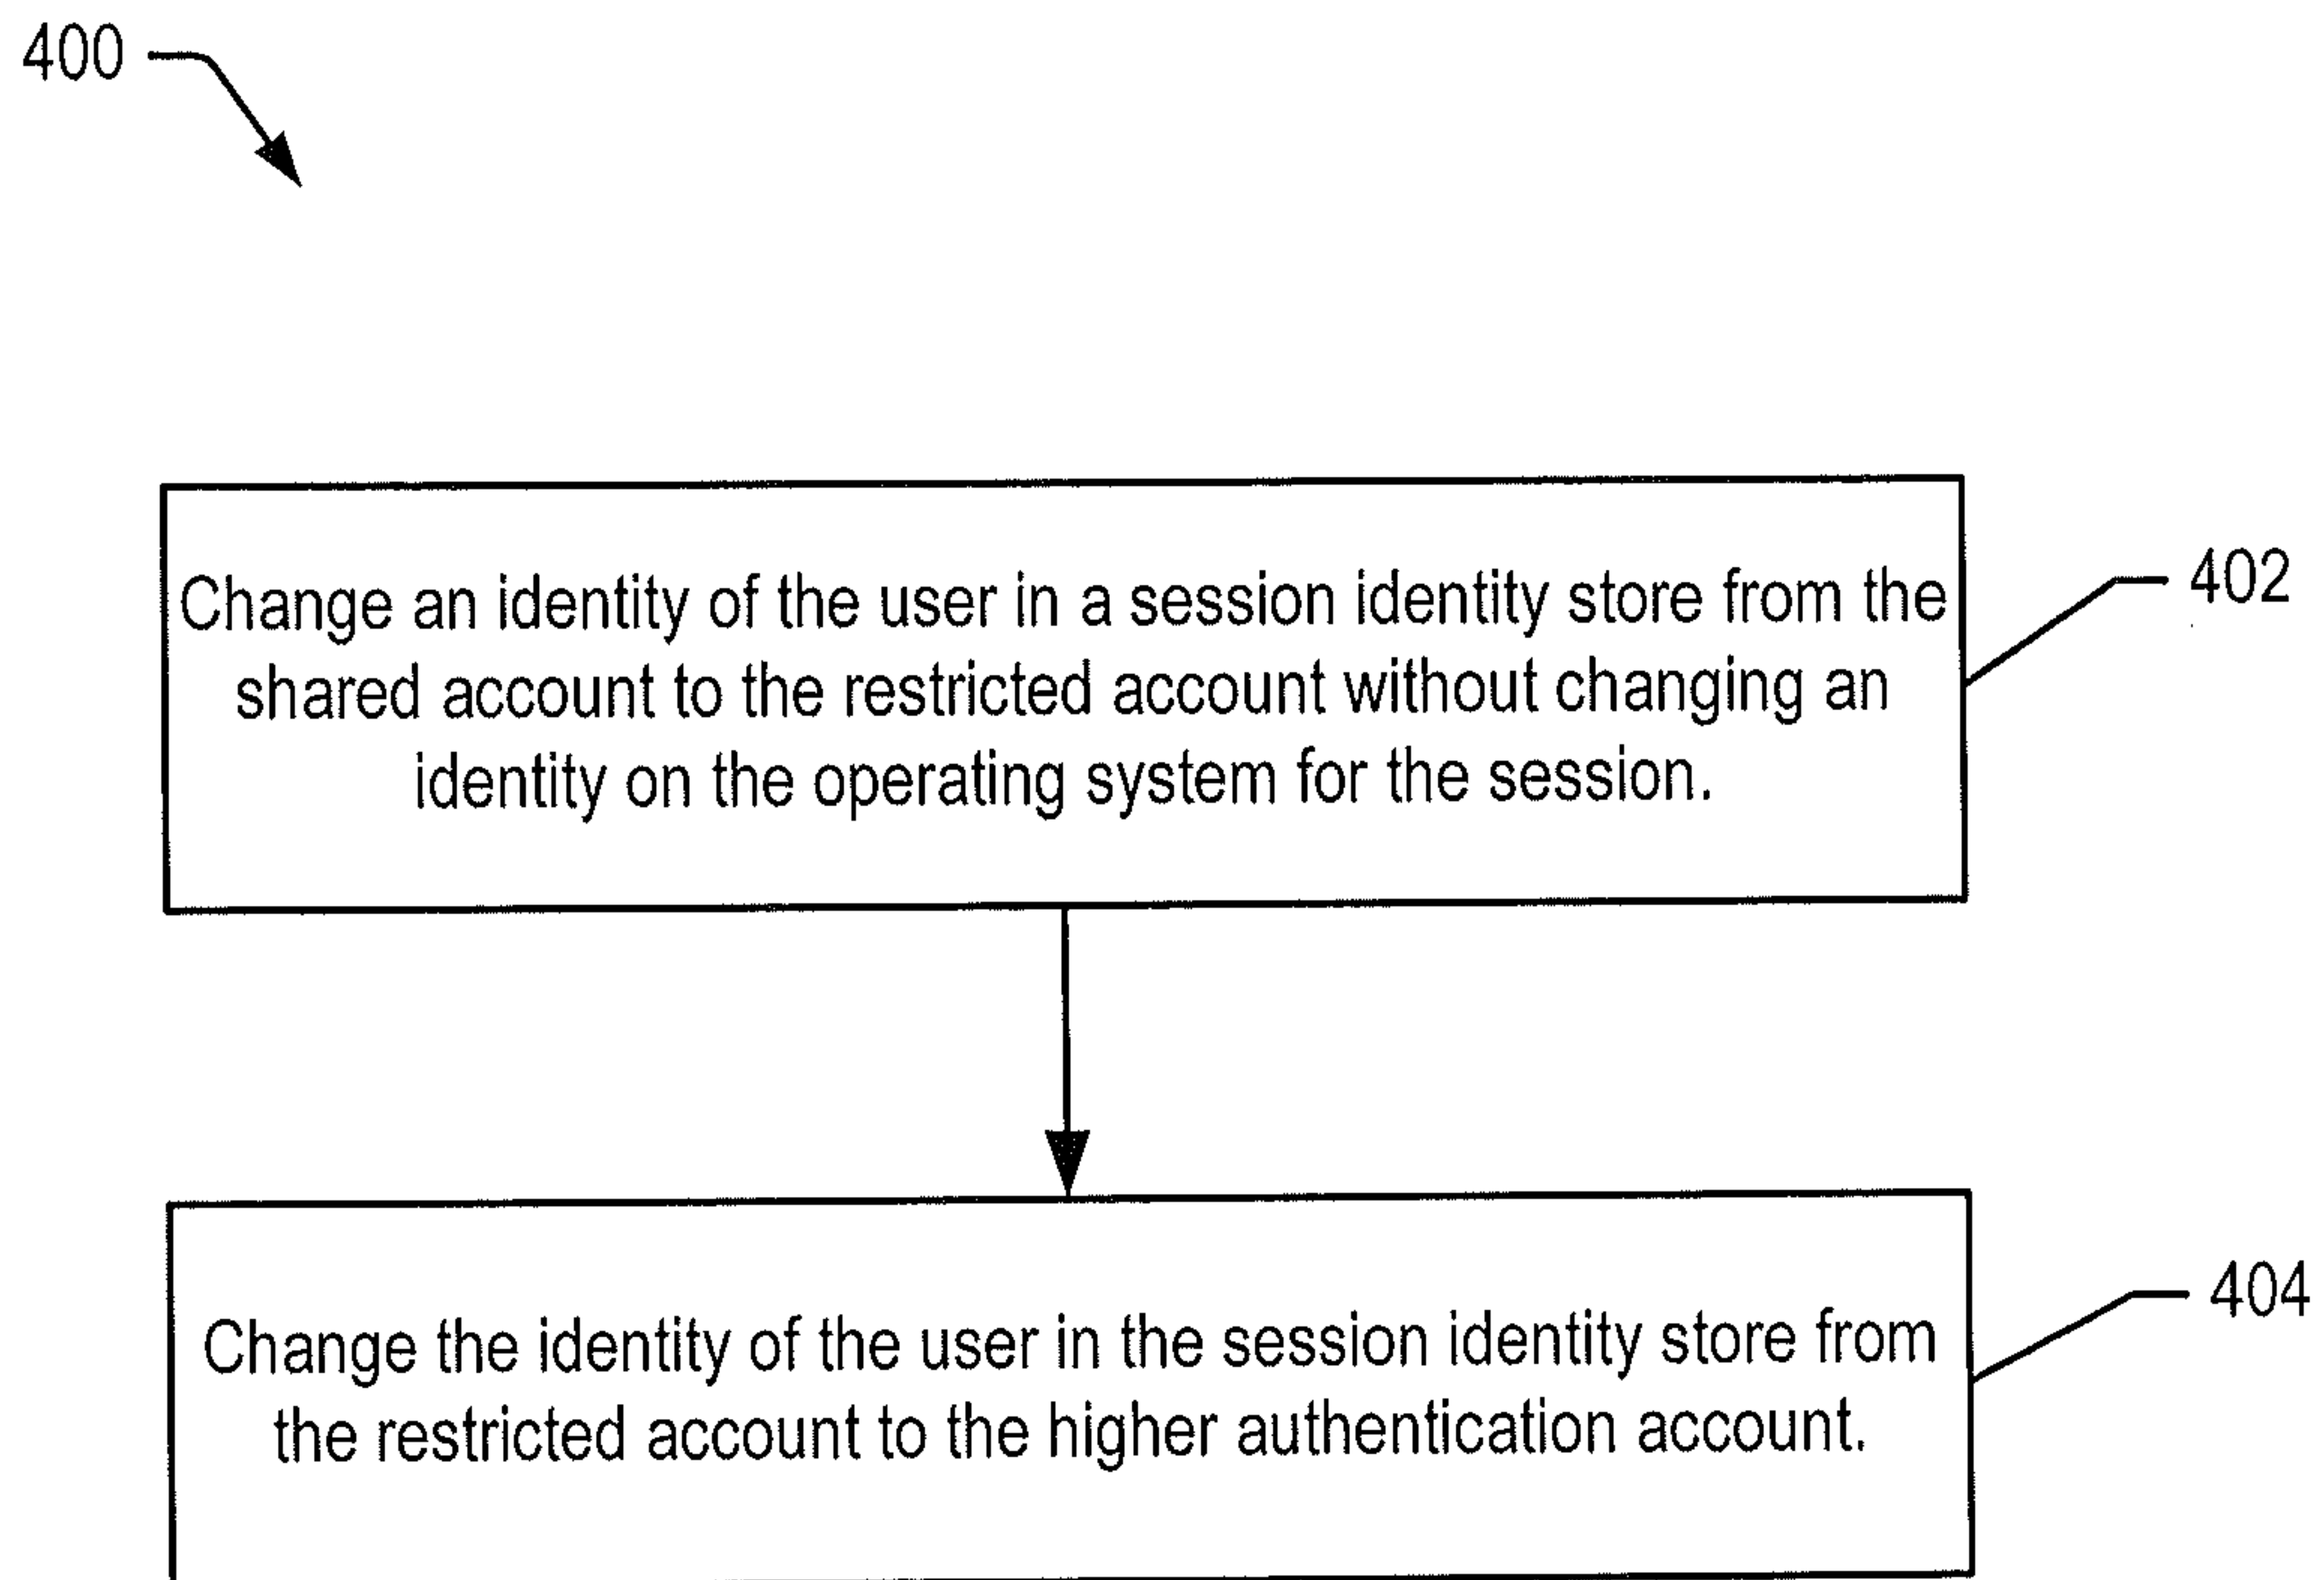 400
Change an identity of the user in a session identity store from the
shared account to the restricted account without changing an
identity on the operating system for the session.
402
Change the identity of the user in the session identity store from
the restricted account to the higher authentication account.
404